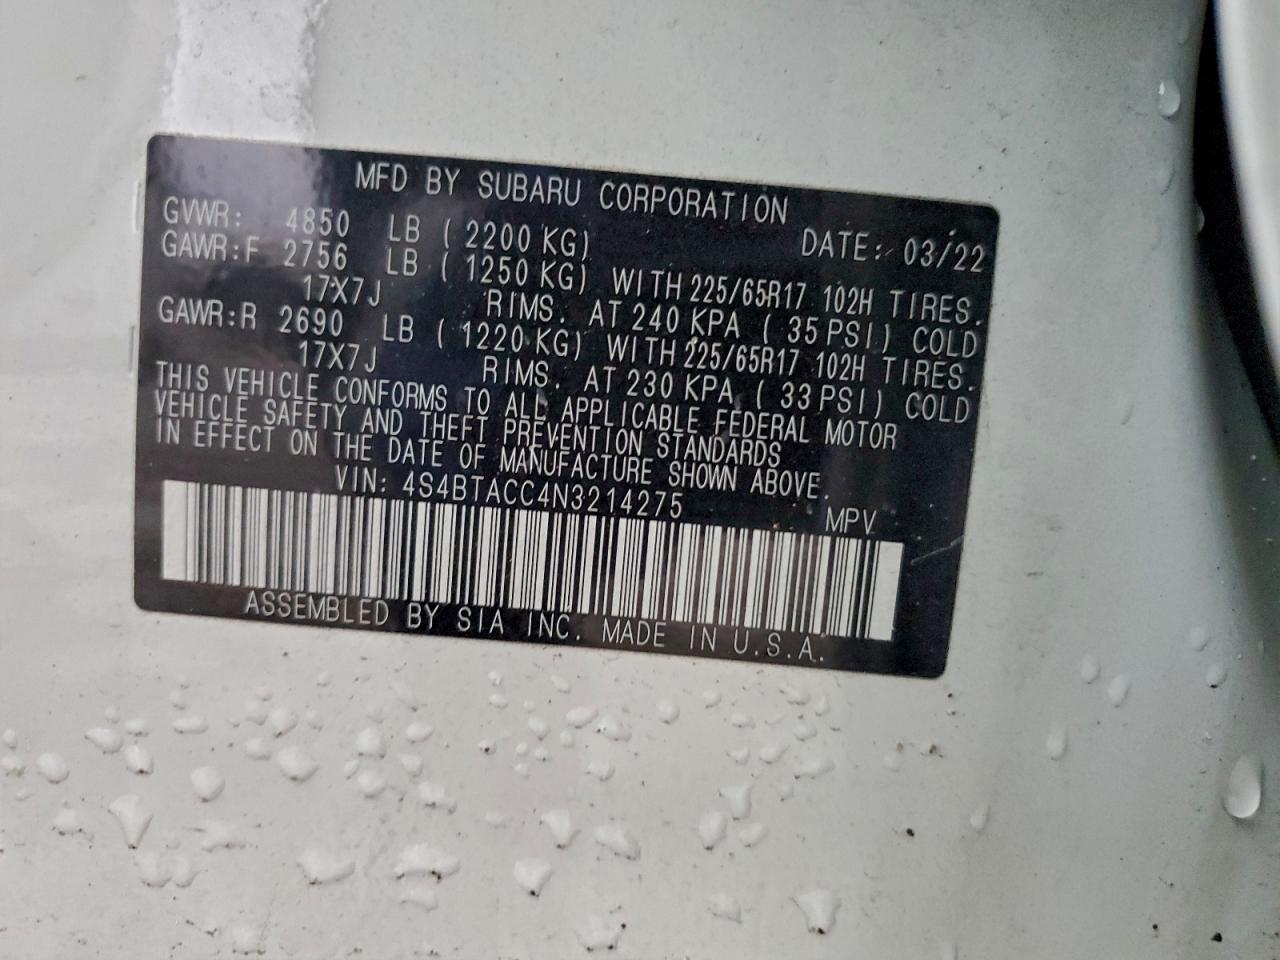 MFD BY SUBARU CORPORATION
GVWR: 4850 LB ( 2200 KG) DATE: 03/22
GAWR:F 2756 LB ( 1250 KG) WITH 225/65R17 102H TIRES.
17X7J RIMS. AT 240 KPA ( 35 PSI) COLD
GAWR:R 2690 LB ( 1220 KG) WITH 225/65R17 102H TIRES.
17X7J RIMS. AT 230 KPA ( 33 PSI) COLD
THIS VEHICLE CONFORMS TO ALL APPLICABLE FEDERAL MOTOR
VEHICLE SAFETY AND THEFT PREVENTION STANDARDS
IN EFFECT ON THE DATE OF MANUFACTURE SHOWN ABOVE.
VIN: 4S4BTACC4N3214275 MPV
ASSEMBLED BY SIA INC. MADE IN U.S.A.